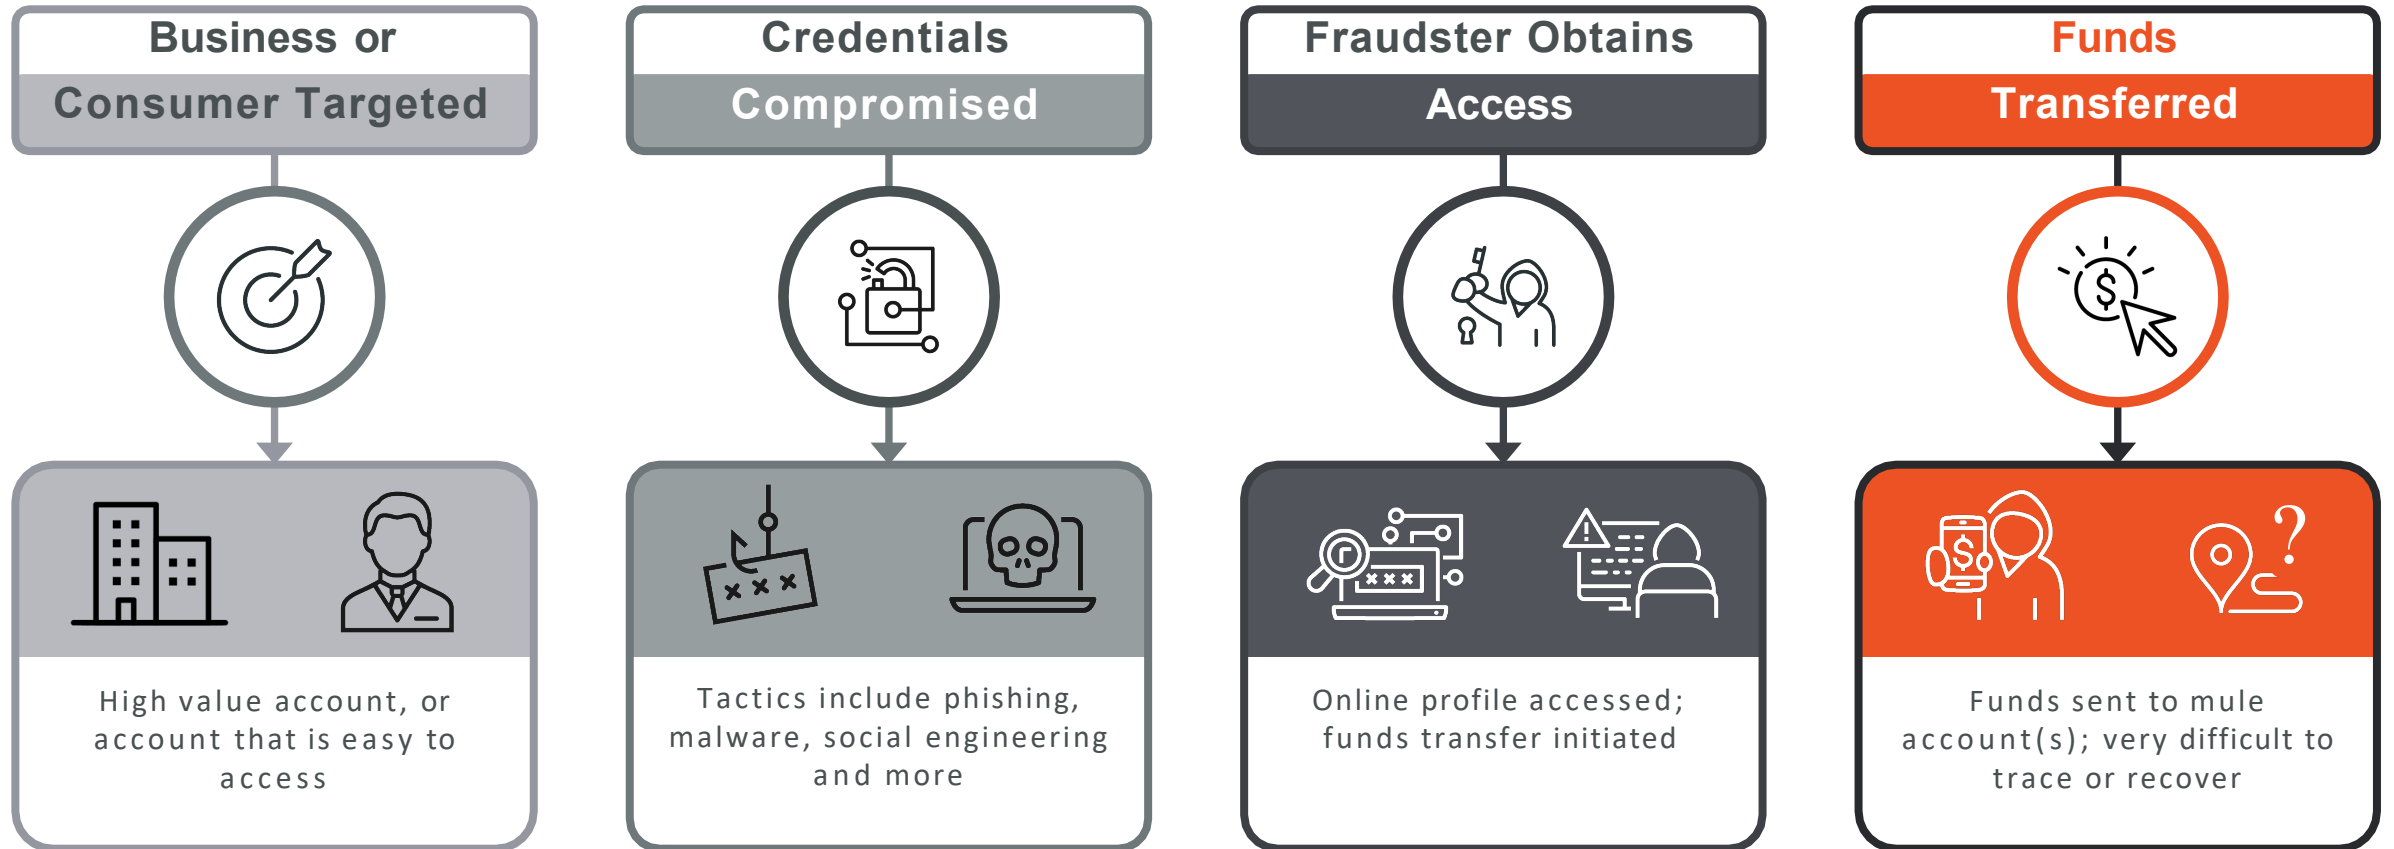 Business or
Consumer Targeted
High value account, or
account that is easy to
access
Credentials
Compromised
Tactics include phishing,
malware, social engineering
and more
Fraudster Obtains
Access
Online profile accessed;
funds transfer initiated
Funds
Transferred
$
$
?
Funds sent to mule
account(s); very difficult to
trace or recover